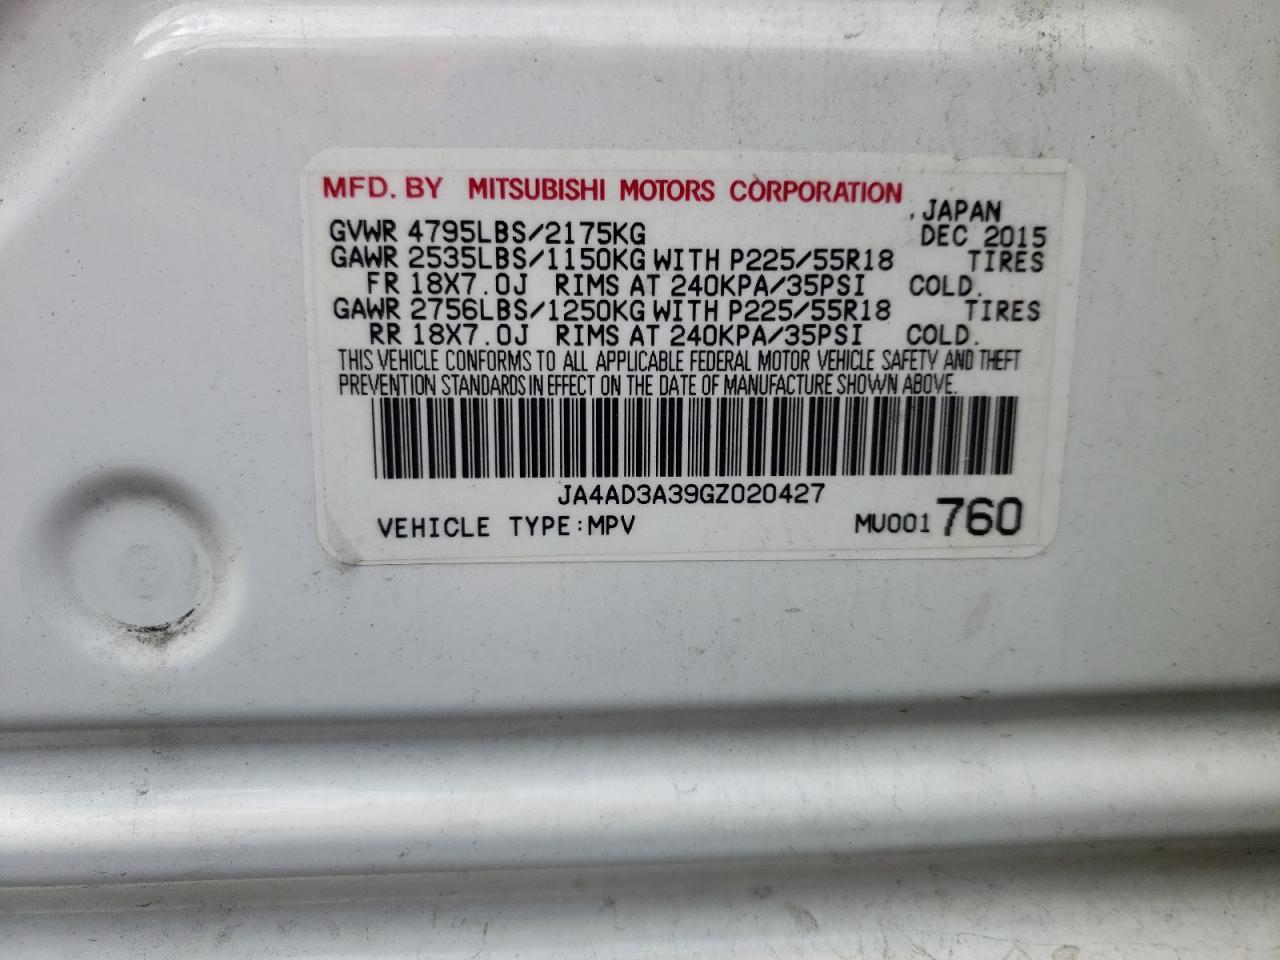 MFD. BY MITSUBISHI MOTORS CORPORATION , JAPAN
GVWR 4795LBS/2175KG DEC 2015
GAWR 2535LBS/1150KG WITH P225/55R18 TIRES
FR 18X7.0J RIMS AT 240KPA/35PSI COLD.
GAWR 2756LBS/1250KG WITH P225/55R18 TIRES
RR 18X7.0J RIMS AT 240KPA/35PSI COLD.
THIS VEHICLE CONFORMS TO ALL APPLICABLE FEDERAL MOTOR VEHICLE SAFETY AND THEFT
PREVENTION STANDARDS IN EFFECT ON THE DATE OF MANUFACTURE SHOWN ABOVE.
JA4AD3A39GZ020427
VEHICLE TYPE:MPV MU001760